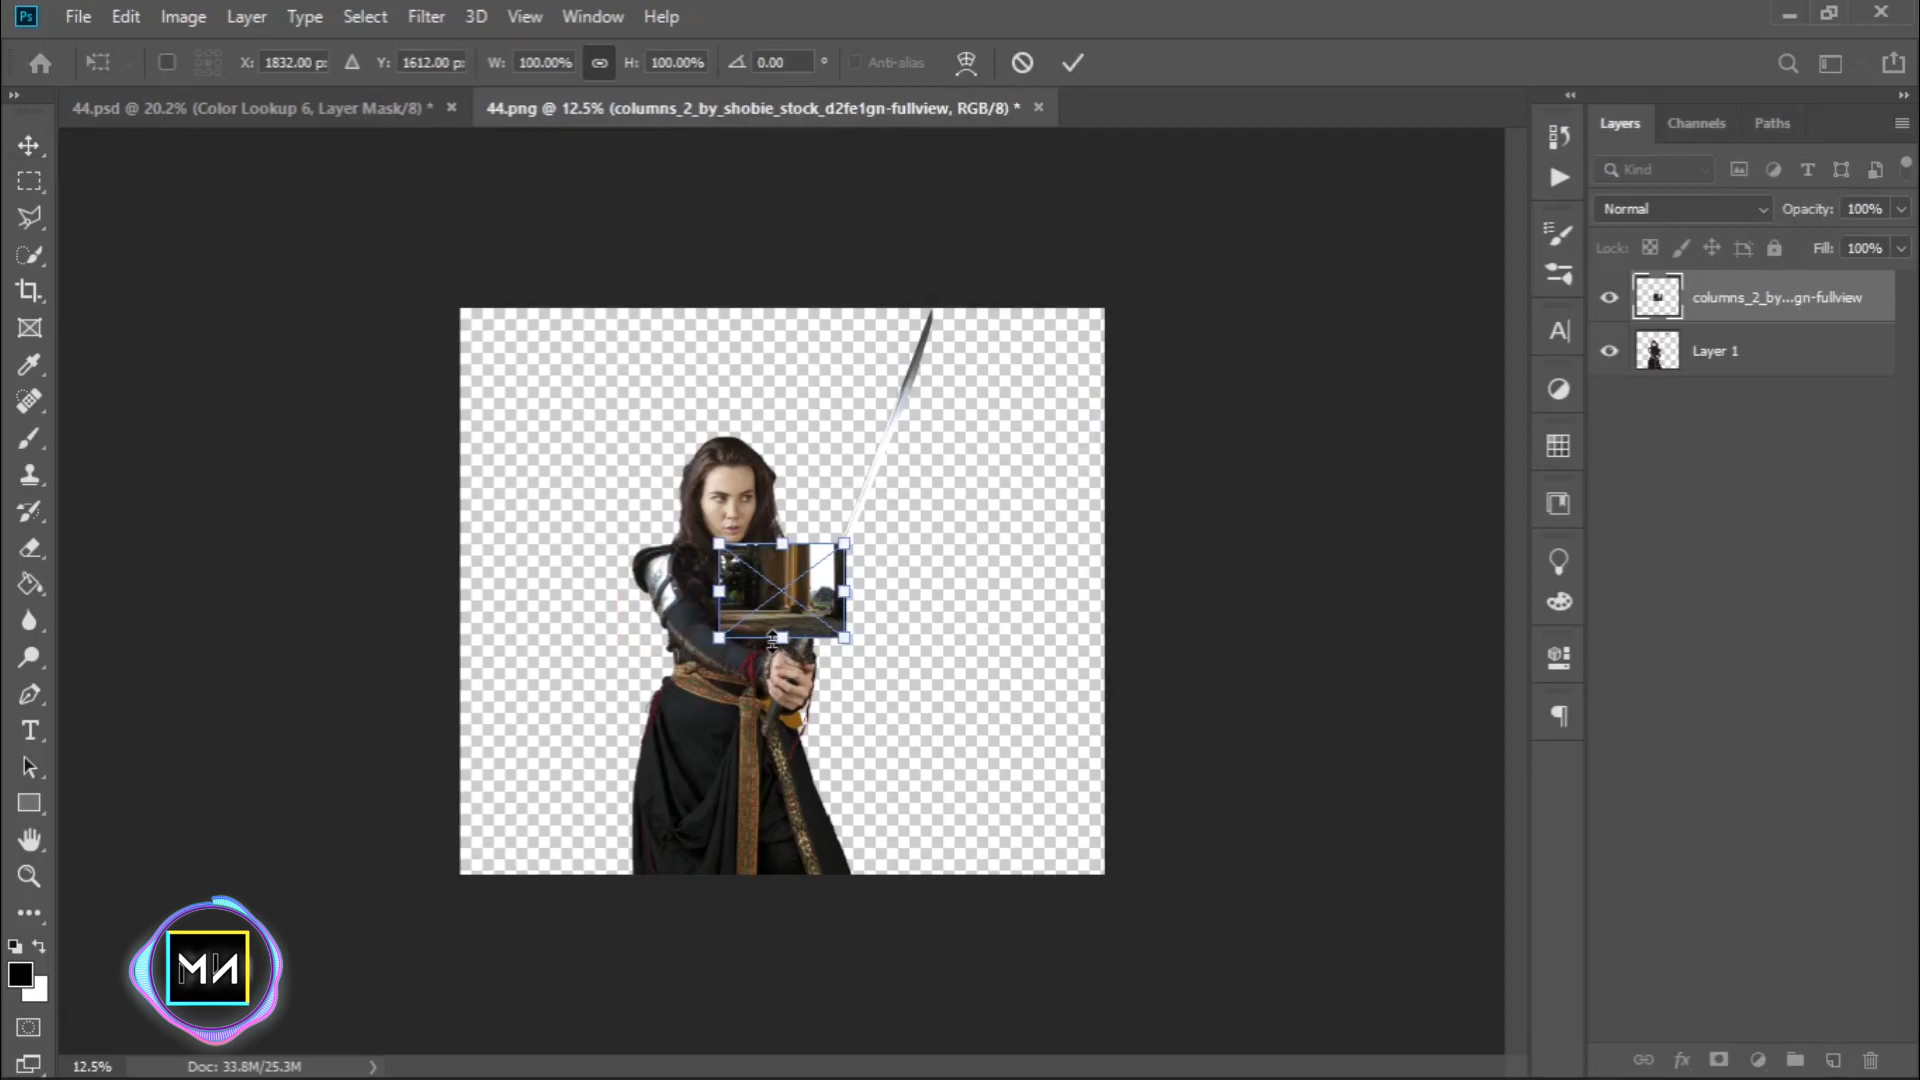 Ps File Edit Image Layer Type Select Filter 3D View Window Help
X: 1832.00 p: Y: 1612.00 p: W: 100.00% H: 100.00% 0.00 ° Anti-alias
44.psd @ 20.2% (Color Lookup 6, Layer Mask/8) * × 44.png @ 12.5% (columns_2_by_shobie_stock_d2fe1gn-fullview, RGB/8) * ×
Layers Channels Paths
Kind
Normal Opacity: 100%
Lock: Fill: 100%
columns_2_by...gn-fullview
Layer 1
12.5% Doc: 33.8M/25.3M